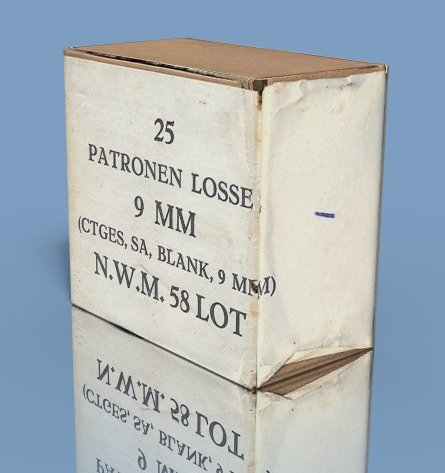 25
PATRONEN LOSSE
9 MM
(CTGES, SA, BLANK, 9 MM)
N.W.M. 58 LOT